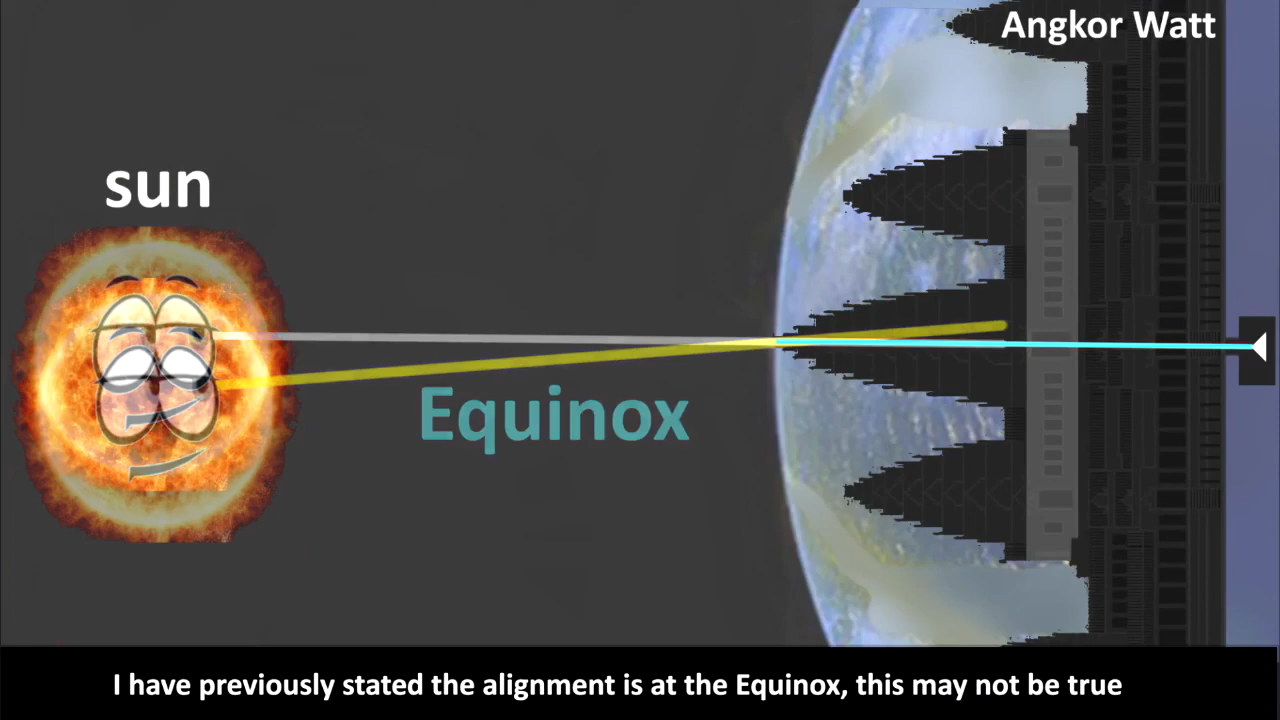 Angkor Watt
sun
Equinox
I have previously stated the alignment is at the Equinox, this may not be true